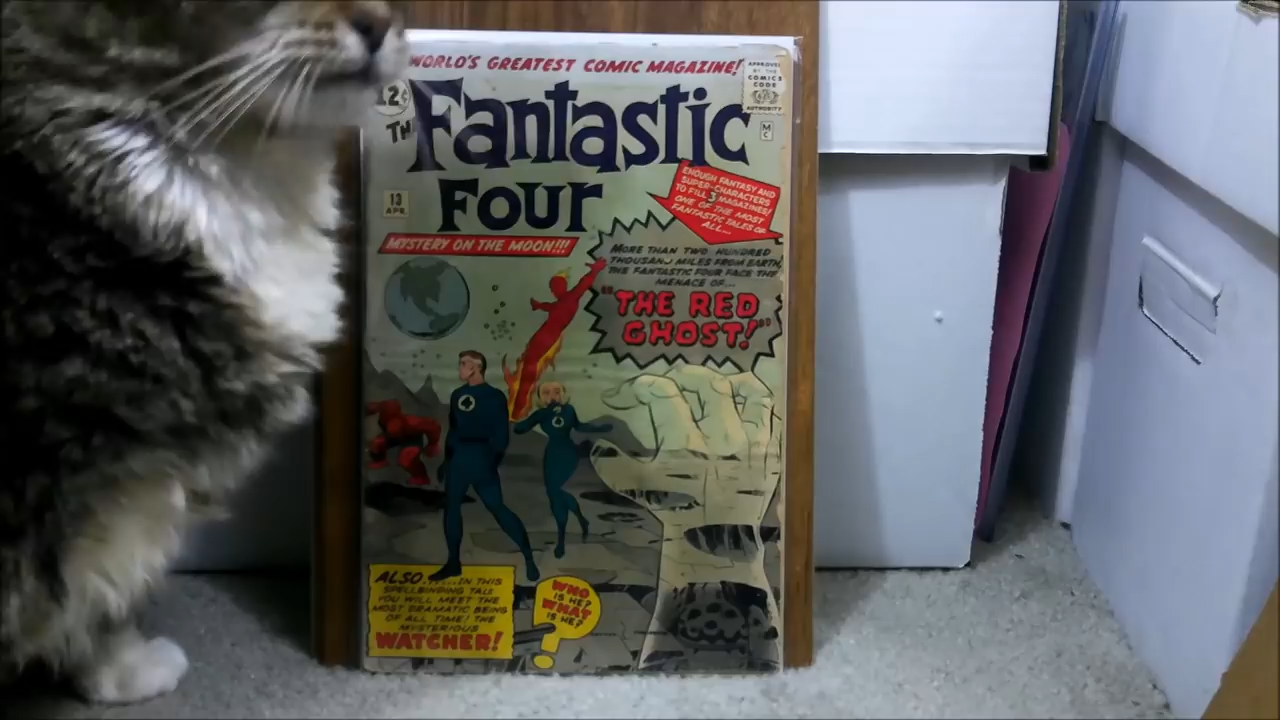 WORLD'S GREATEST COMIC MAGAZINE!
APPROVED
BY THE
COMICS
CODE
AUTHORITY
2¢
THE
FANTASTIC
FOUR
M
C
13
APR.
ENOUGH FANTASY AND
SUPER-CHARACTERS
TO FILL 3 MAGAZINES!
ONE OF THE MOST
FANTASTIC TALES OF
ALL...
MYSTERY ON THE MOON!!!
MORE THAN TWO HUNDRED
THOUSAND MILES FROM EARTH,
THE FANTASTIC FOUR FACE THE
MENACE OF...
"THE RED
GHOST!"
4
ALSO......IN THIS
SPELLBINDING TALE
YOU WILL MEET THE
MOST DRAMATIC BEING
OF ALL TIME! THE
MYSTERIOUS
WATCHER!
WHO
IS HE?
WHAT
IS HE?
?